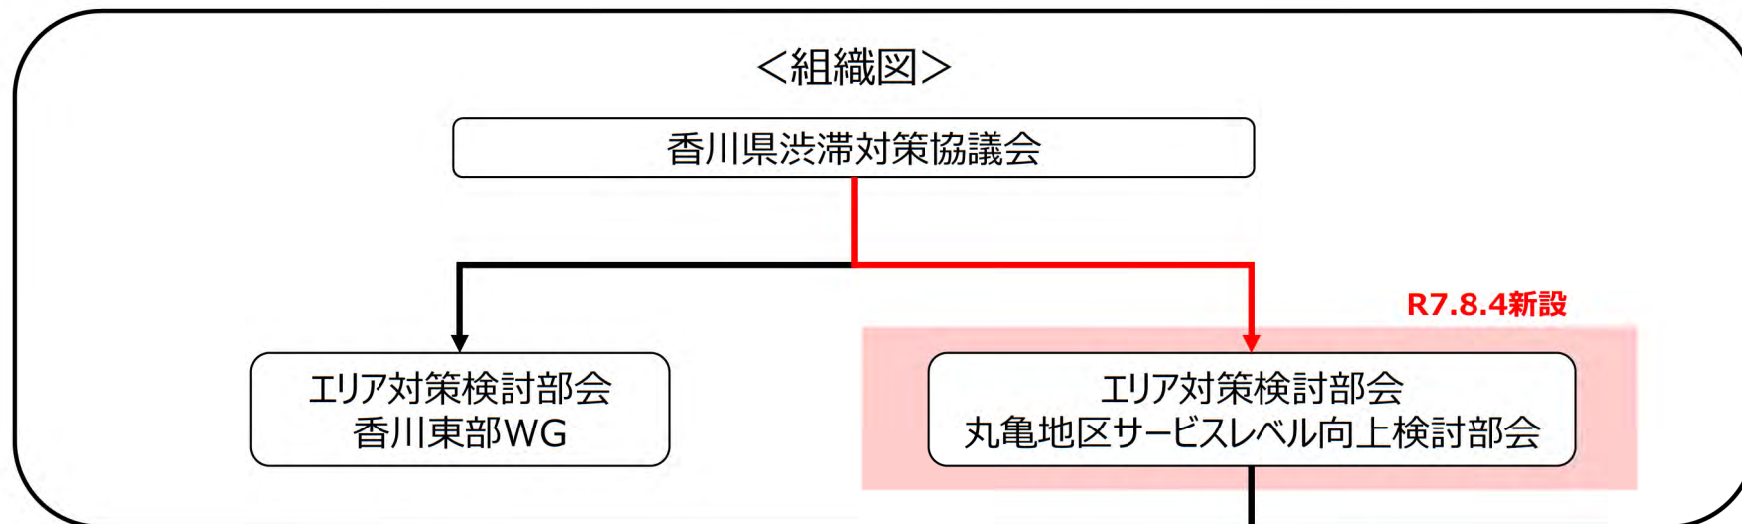 ＜組織図＞
香川県渋滞対策協議会
R7.8.4新設
エリア対策検討部会
香川東部WG
エリア対策検討部会
丸亀地区サービスレベル向上検討部会